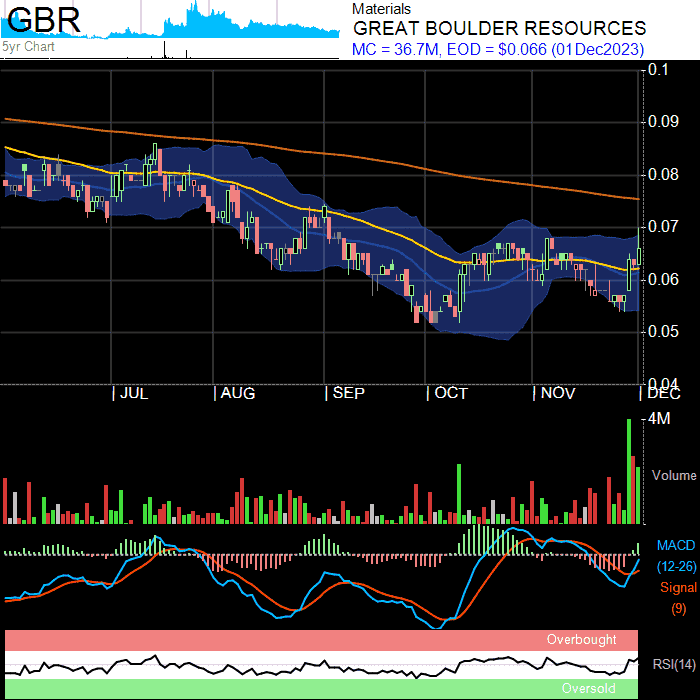 GBR
5yr Chart
Materials
GREAT BOULDER RESOURCES
MC = 36.7M, EOD = $0.066 (01Dec2023)
0.1
0.09
0.08
0.07
0.06
0.05
0.04
JUL
AUG
SEP
OCT
NOV
DEC
4M
Volume
MACD
(12-26)
Signal
(9)
Overbought
RSI(14)
Oversold